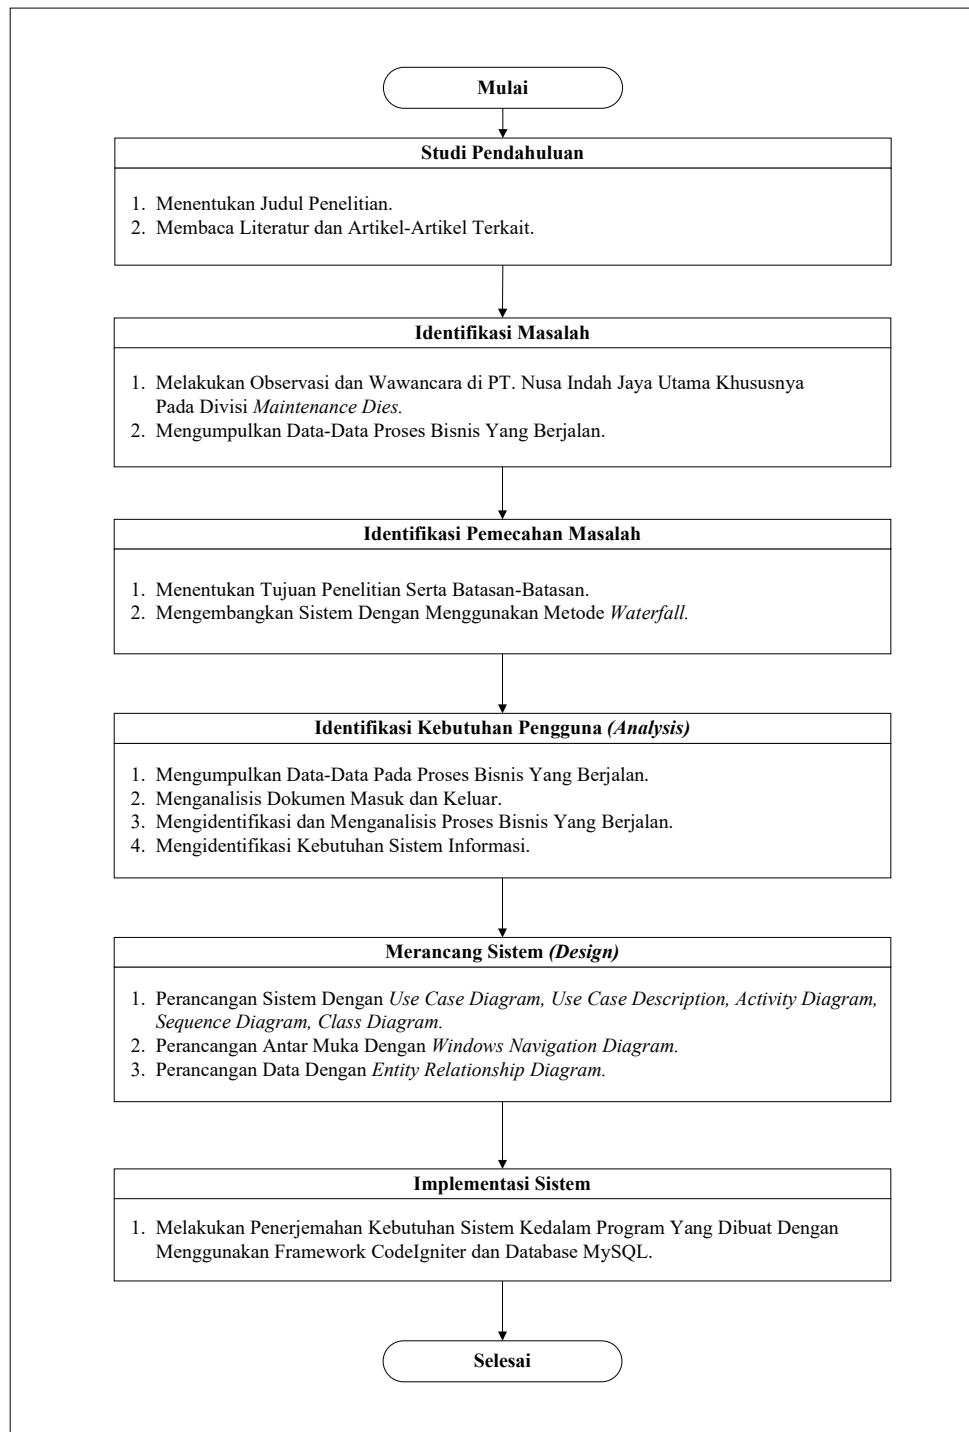 Mulai
Studi Pendahuluan
1. Menentukan Judul Penelitian.
2. Membaca Literatur dan Artikel-Artikel Terkait.
Identifikasi Masalah
1. Melakukan Observasi dan Wawancara di PT. Nusa Indah Jaya Utama Khususnya
Pada Divisi Maintenance Dies.
2. Mengumpulkan Data-Data Proses Bisnis Yang Berjalan.
Identifikasi Pemecahan Masalah
1. Menentukan Tujuan Penelitian Serta Batasan-Batasan.
2. Mengembangkan Sistem Dengan Menggunakan Metode Waterfall.
Identifikasi Kebutuhan Pengguna (Analysis)
1. Mengumpulkan Data-Data Pada Proses Bisnis Yang Berjalan.
2. Menganalisis Dokumen Masuk dan Keluar.
3. Mengidentifikasi dan Menganalisis Proses Bisnis Yang Berjalan.
4. Mengidentifikasi Kebutuhan Sistem Informasi.
Merancang Sistem (Design)
1. Perancangan Sistem Dengan Use Case Diagram, Use Case Description, Activity Diagram,
Sequence Diagram, Class Diagram.
2. Perancangan Antar Muka Dengan Windows Navigation Diagram.
3. Perancangan Data Dengan Entity Relationship Diagram.
Implementasi Sistem
1. Melakukan Penerjemahan Kebutuhan Sistem Kedalam Program Yang Dibuat Dengan
Menggunakan Framework CodeIgniter dan Database MySQL.
Selesai